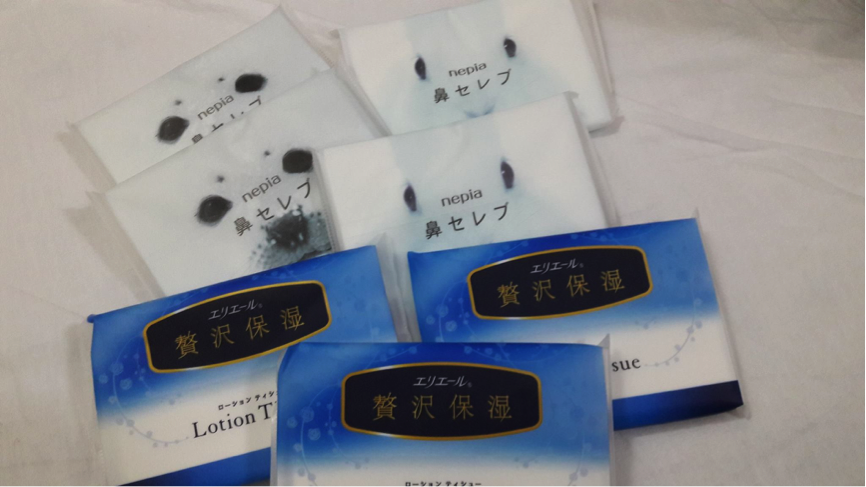 nepia
鼻セレブ
nepia
鼻セレブ
nepia
鼻セレブ
nepia
鼻セレブ
エリエール®
贅沢保湿
ローション ティシュ
Lotion T
エリエール®
贅沢保湿
sue
エリエール®
贅沢保湿
ローション ティシュー